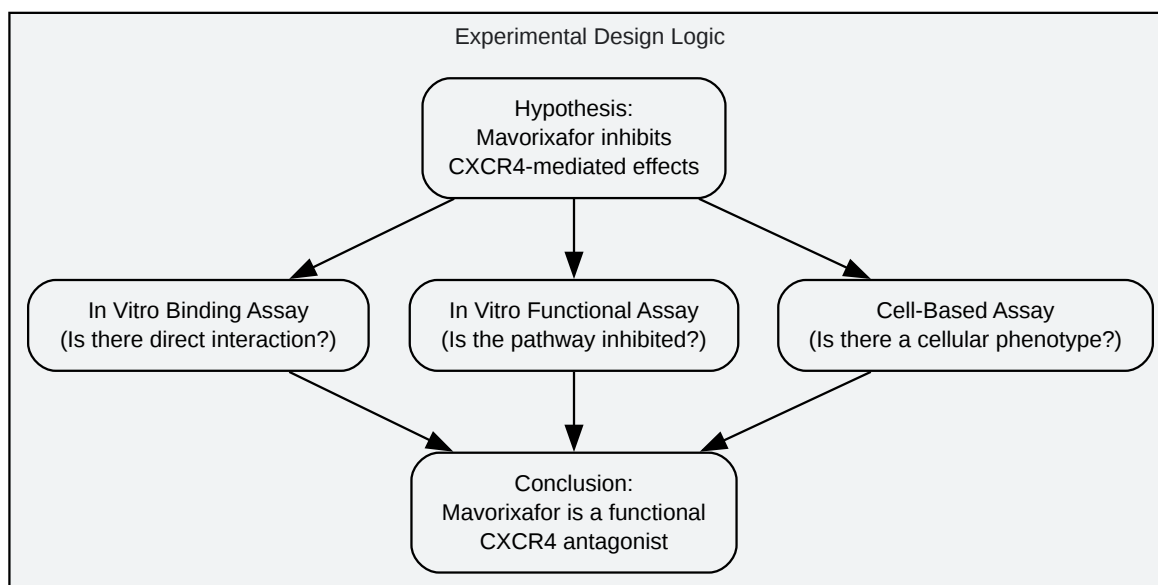 Experimental Design Logic
Hypothesis:
Mavorixafor inhibits
CXCR4-mediated effects
In Vitro Binding Assay
(Is there direct interaction?)
In Vitro Functional Assay
(Is the pathway inhibited?)
Cell-Based Assay
(Is there a cellular phenotype?)
Conclusion:
Mavorixafor is a functional
CXCR4 antagonist